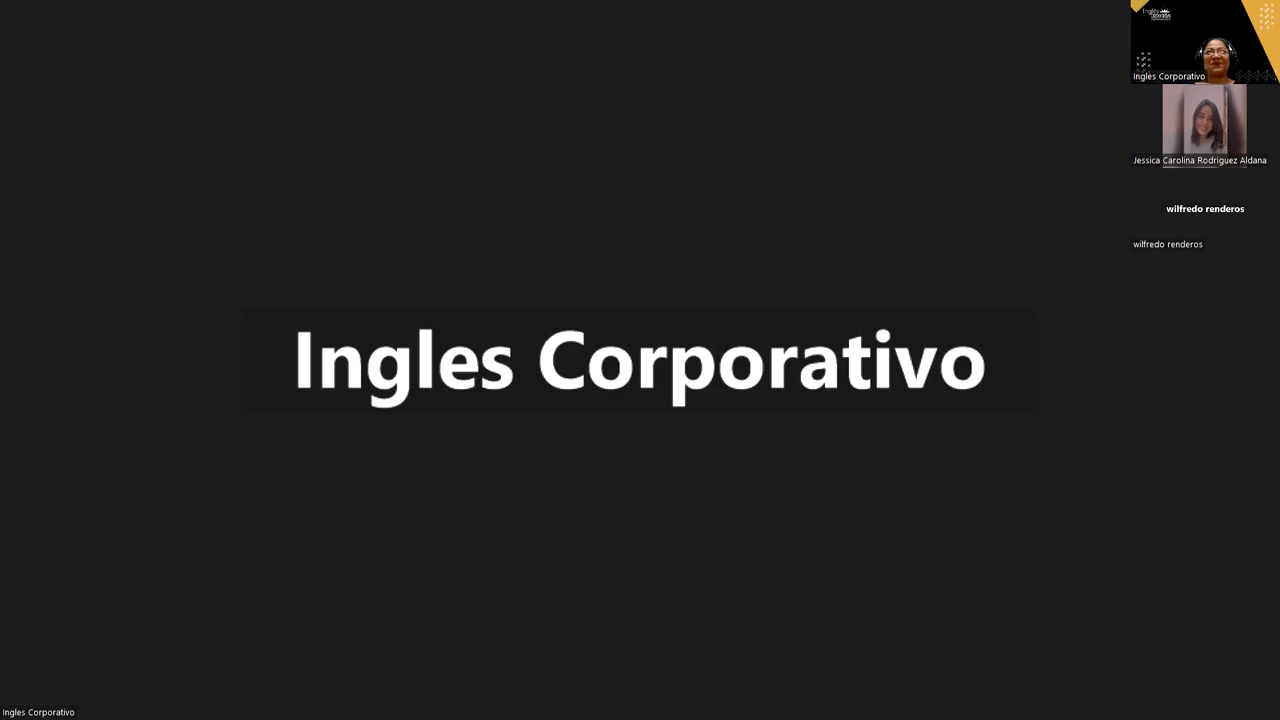 Ingles Corporativo
Ingles Corporativo
Jessica Carolina Rodriguez Aldana
wilfredo renderos
wilfredo renderos
Ingles Corporativo